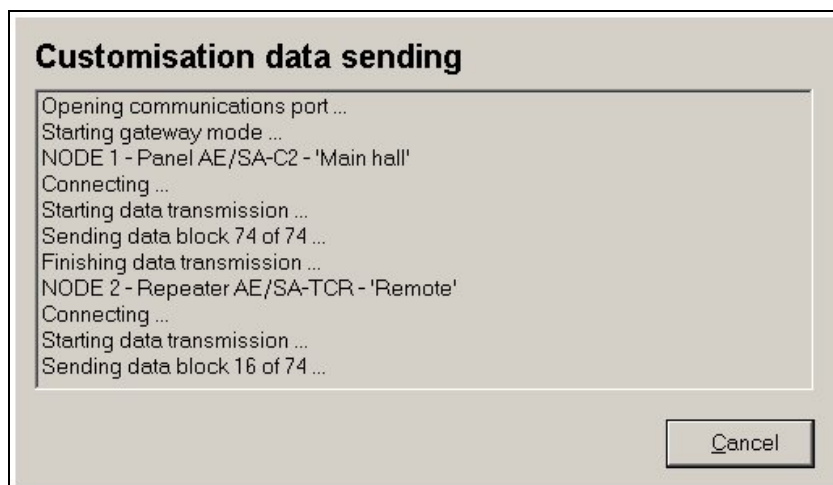 Customisation data sending
Opening communications port ...
Starting gateway mode ...
NODE 1 - Panel AE/SA-C2 - 'Main hall'
Connecting ...
Starting data transmission ...
Sending data block 74 of 74 ...
Finishing data transmission ...
NODE 2 - Repeater AE/SA-TCR - 'Remote'
Connecting ...
Starting data transmission ...
Sending data block 16 of 74 ...
Cancel